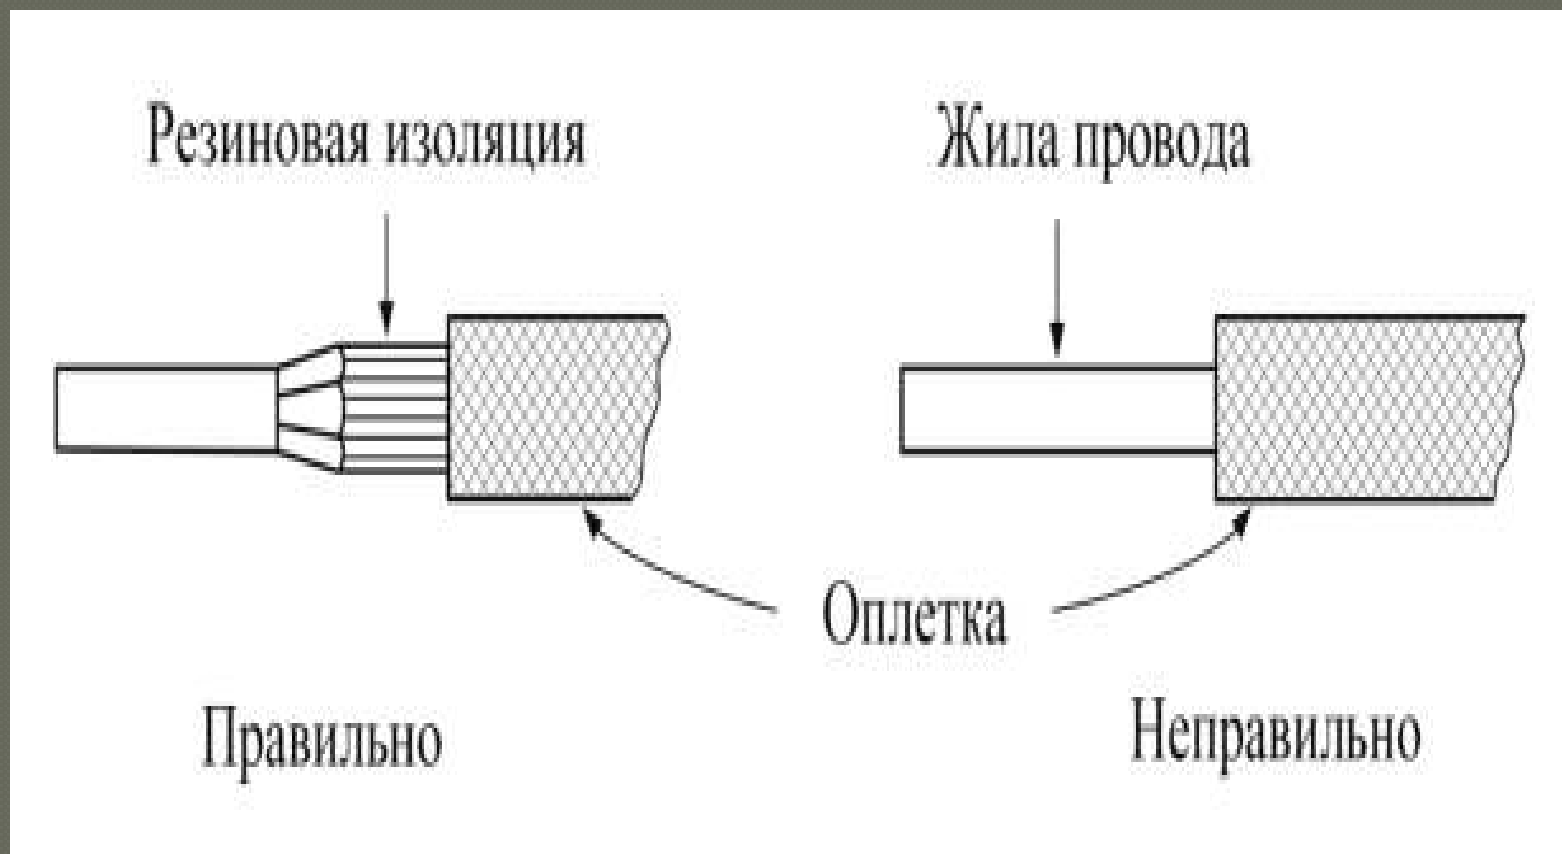 Резиновая изоляция
Жила провода
Оплетка
Правильно
Неправильно